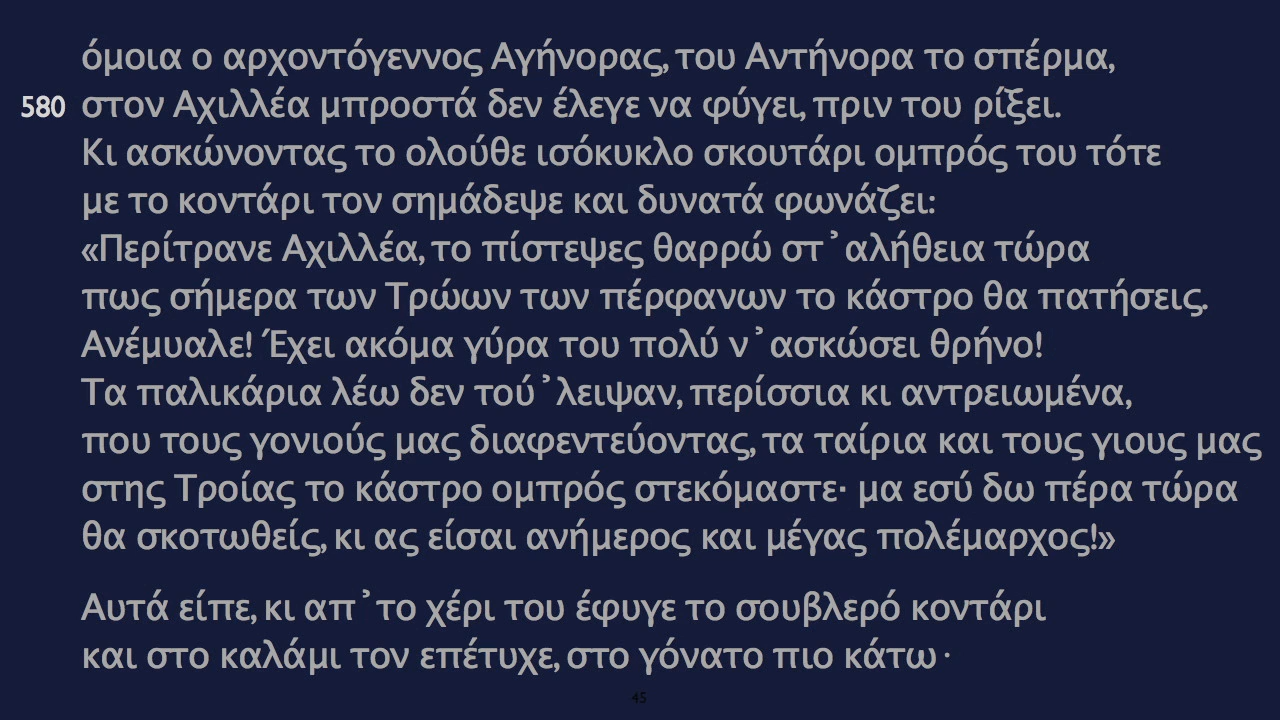 όμοια ο αρχοντόγεννος Αγήνορας, του Αντήνορα το σπέρμα,
580 στον Αχιλλέα μπροστά δεν έλεγε να φύγει, πριν του ρίξει.
Κι ασκώνοντας το ολούθε ισόκυκλο σκουτάρι ομπρός του τότε
με το κοντάρι τον σημάδεψε και δυνατά φωνάζει:
«Περίτρανε Αχιλλέα, το πίστεψες θαρρώ στ᾿ αλήθεια τώρα
πως σήμερα των Τρώων των πέρφανων το κάστρο θα πατήσεις.
Ανέμυαλε! Έχει ακόμα γύρα του πολύ ν᾿ ασκώσει θρήνο!
Τα παλικάρια λέω δεν τού᾿ λειψαν, περίσσια κι αντρειωμένα,
που τους γονιούς μας διαφεντεύοντας, τα ταίρια και τους γιους μας
στης Τροίας το κάστρο ομπρός στεκόμαστε· μα εσύ δω πέρα τώρα
θα σκοτωθείς, κι ας είσαι ανήμερος και μέγας πολέμαρχος!»
Αυτά είπε, κι απ᾿ το χέρι του έφυγε το σουβλερό κοντάρι
και στο καλάμι τον επέτυχε, στο γόνατο πιο κάτω·
45